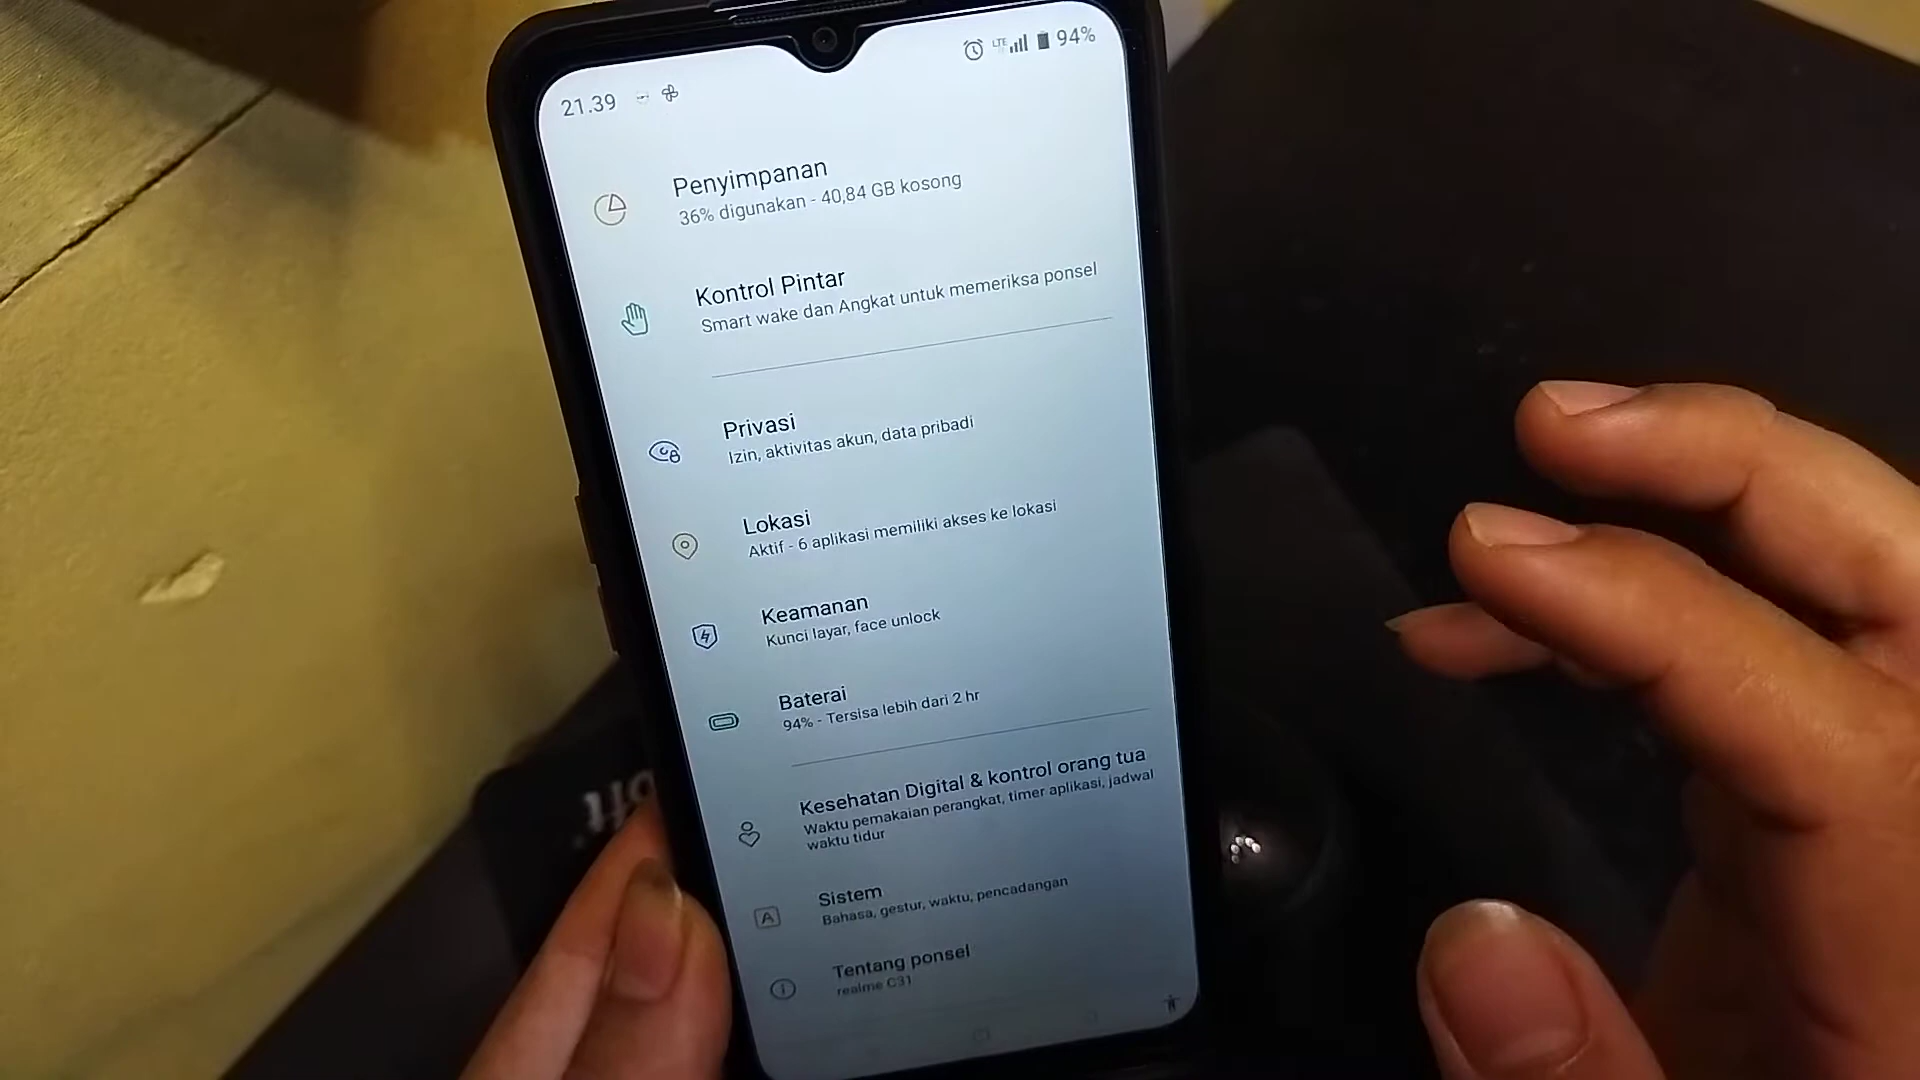 21.39
LTE
94%
Penyimpanan
36% digunakan - 40,84 GB kosong
Kontrol Pintar
Smart wake dan Angkat untuk memeriksa ponsel
Privasi
Izin, aktivitas akun, data pribadi
Lokasi
Aktif - 6 aplikasi memiliki akses ke lokasi
Keamanan
Kunci layar, face unlock
Baterai
94% - Tersisa lebih dari 2 hr
Kesehatan Digital & kontrol orang tua
Waktu pemakaian perangkat, timer aplikasi, jadwal
waktu tidur
Sistem
Bahasa, gestur, waktu, pencadangan
Tentang ponsel
realme C31